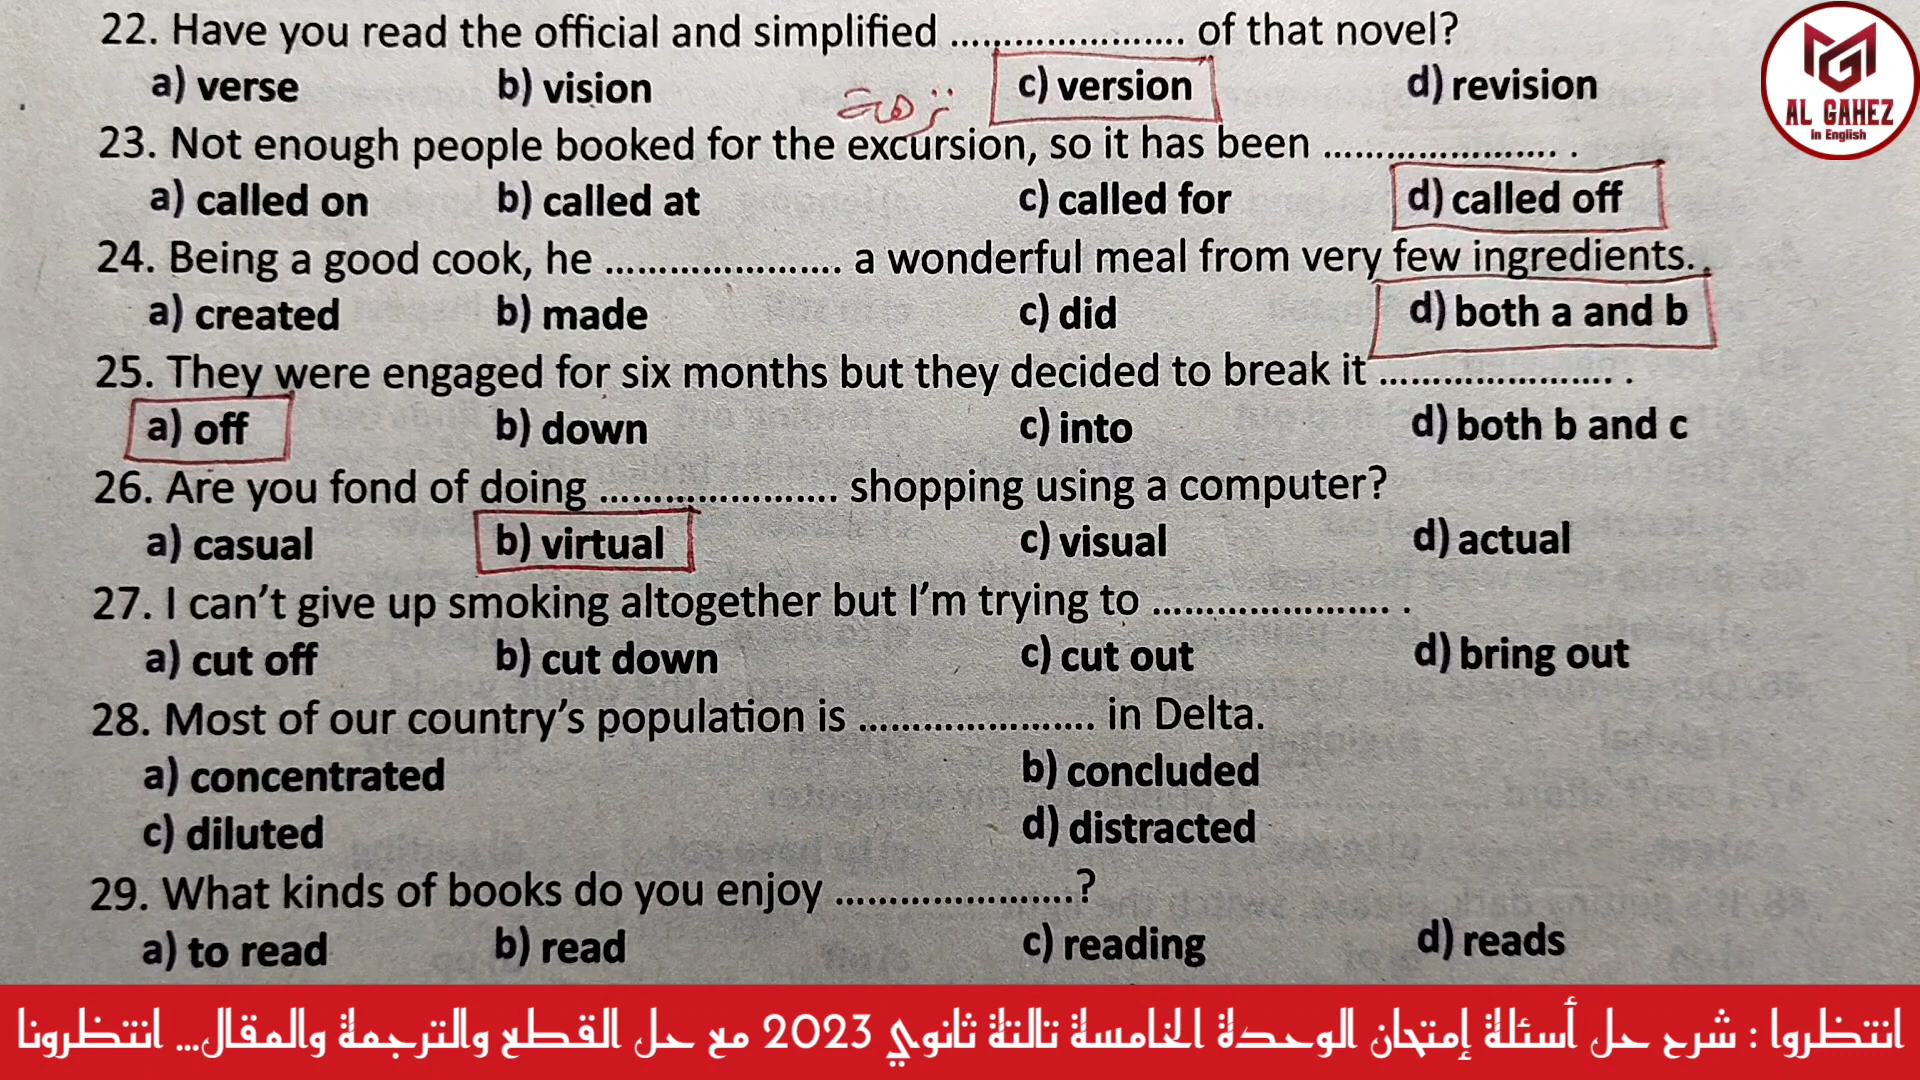 22. Have you read the official and simplified ...................... of that novel?
a) verse b) vision c) version d) revision
نزهة
23. Not enough people booked for the excursion, so it has been ...................... .
a) called on b) called at c) called for d) called off
24. Being a good cook, he ...................... a wonderful meal from very few ingredients.
a) created b) made c) did d) both a and b
25. They were engaged for six months but they decided to break it ...................... .
a) off b) down c) into d) both b and c
26. Are you fond of doing ...................... shopping using a computer?
a) casual b) virtual c) visual d) actual
27. I can't give up smoking altogether but I'm trying to ...................... .
a) cut off b) cut down c) cut out d) bring out
28. Most of our country's population is ...................... in Delta.
a) concentrated b) concluded
c) diluted d) distracted
29. What kinds of books do you enjoy ......................?
a) to read b) read c) reading d) reads
AL GAHEZ
in English
انتظروا : شرح حل أسئلة إمتحان الوحدة الخامسة تالتة ثانوي 2023 مع حل القطع والترجمة والمقال... انتظرونا